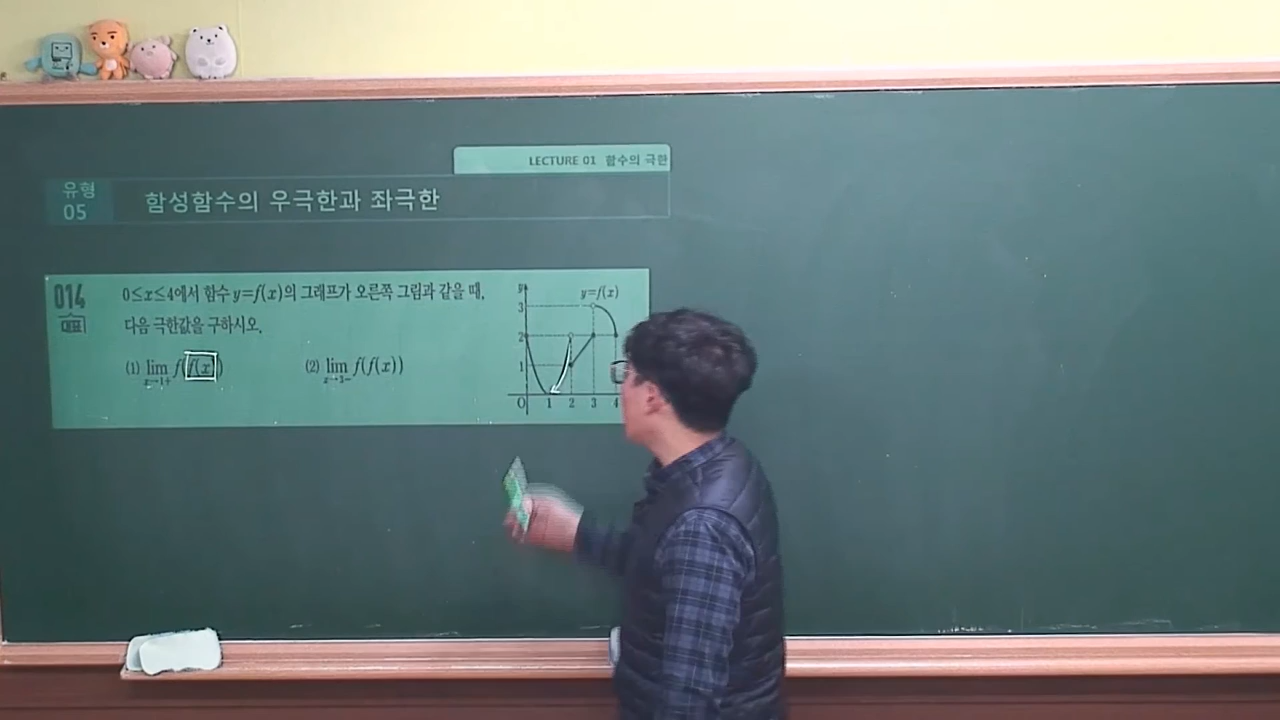 LECTURE 01 함수의 극한
유형
05
합성함수의 우극한과 좌극한
014
대표
0≤x≤4에서 함수 y=f(x)의 그래프가 오른쪽 그림과 같을 때,
다음 극한값을 구하시오.
(1) lim f(f(x))
x→1+
(2) lim f(f(x))
x→3−
y
y=f(x)
3
2
1
O 1 2 3 4